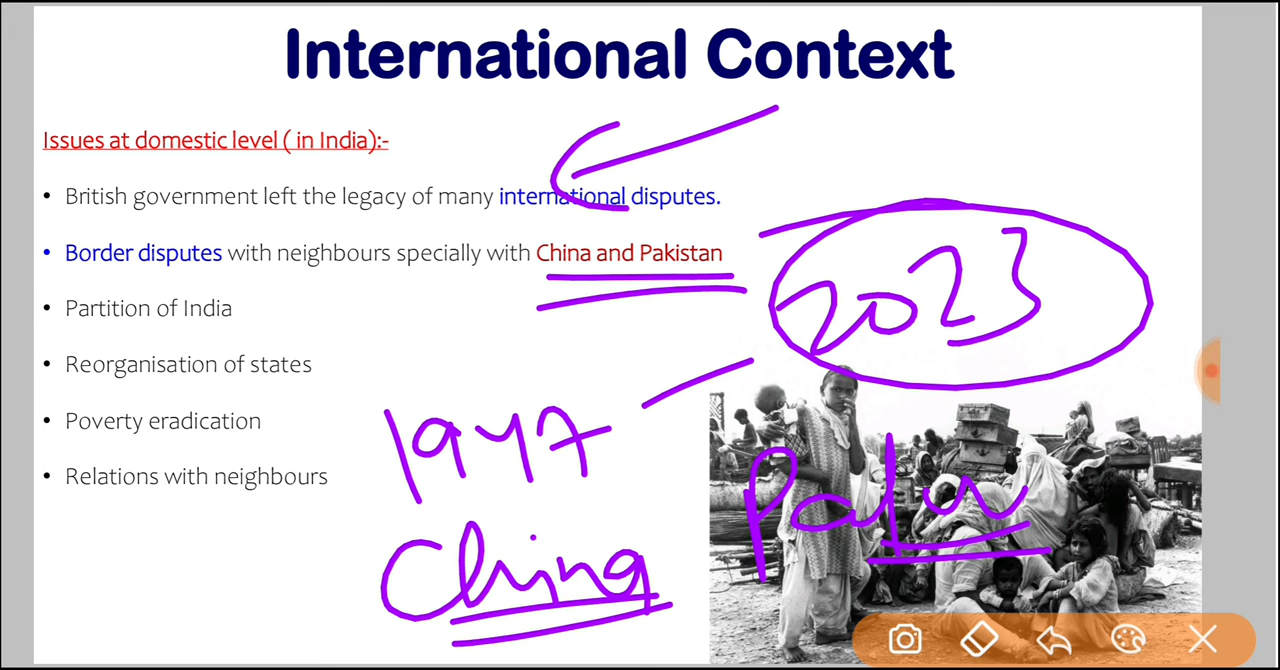 International Context
Issues at domestic level ( in India):-
• British government left the legacy of many international disputes.
• Border disputes with neighbours specially with China and Pakistan
2023
• Partition of India
• Reorganisation of states
• Poverty eradication
1947
• Relations with neighbours
China